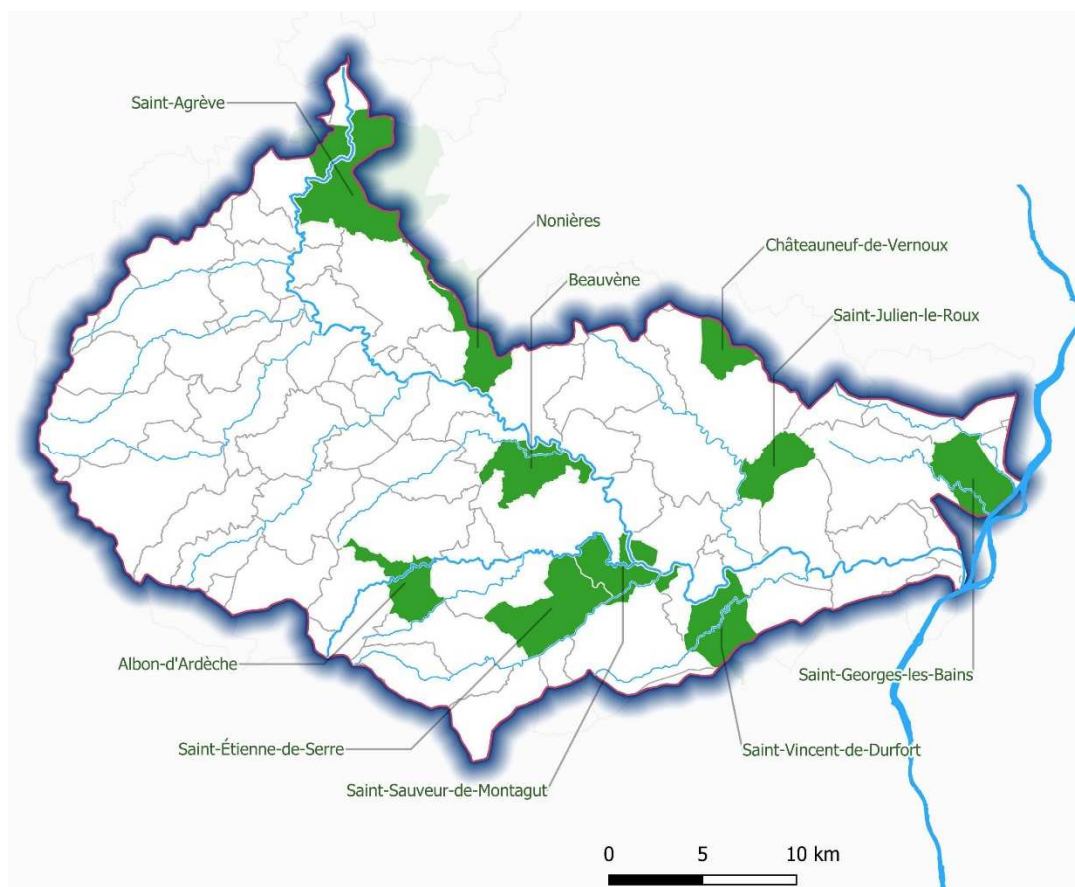 Saint-Agrève
Nonières
Châteauneuf-de-Vernoux
Beauvène
Saint-Julien-le-Roux
Albon-d'Ardèche
Saint-Georges-les-Bains
Saint-Étienne-de-Serre
Saint-Vincent-de-Durfort
Saint-Sauveur-de-Montagut
0 5 10 km